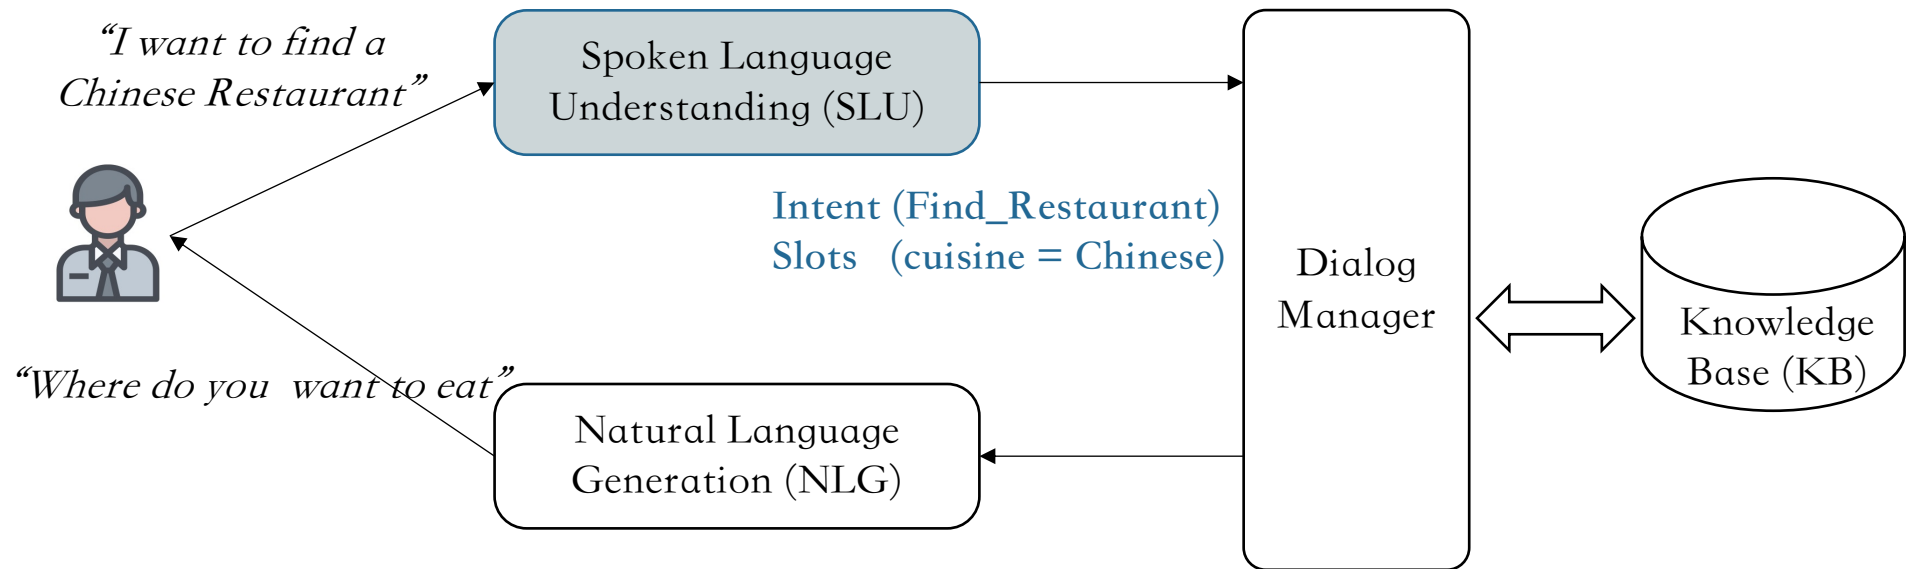 “I want to find a
Chinese Restaurant”
Spoken Language
Understanding (SLU)
Intent (Find_Restaurant)
Slots (cuisine = Chinese)
Dialog
Manager
Knowledge
Base (KB)
“Where do you want to eat”
Natural Language
Generation (NLG)